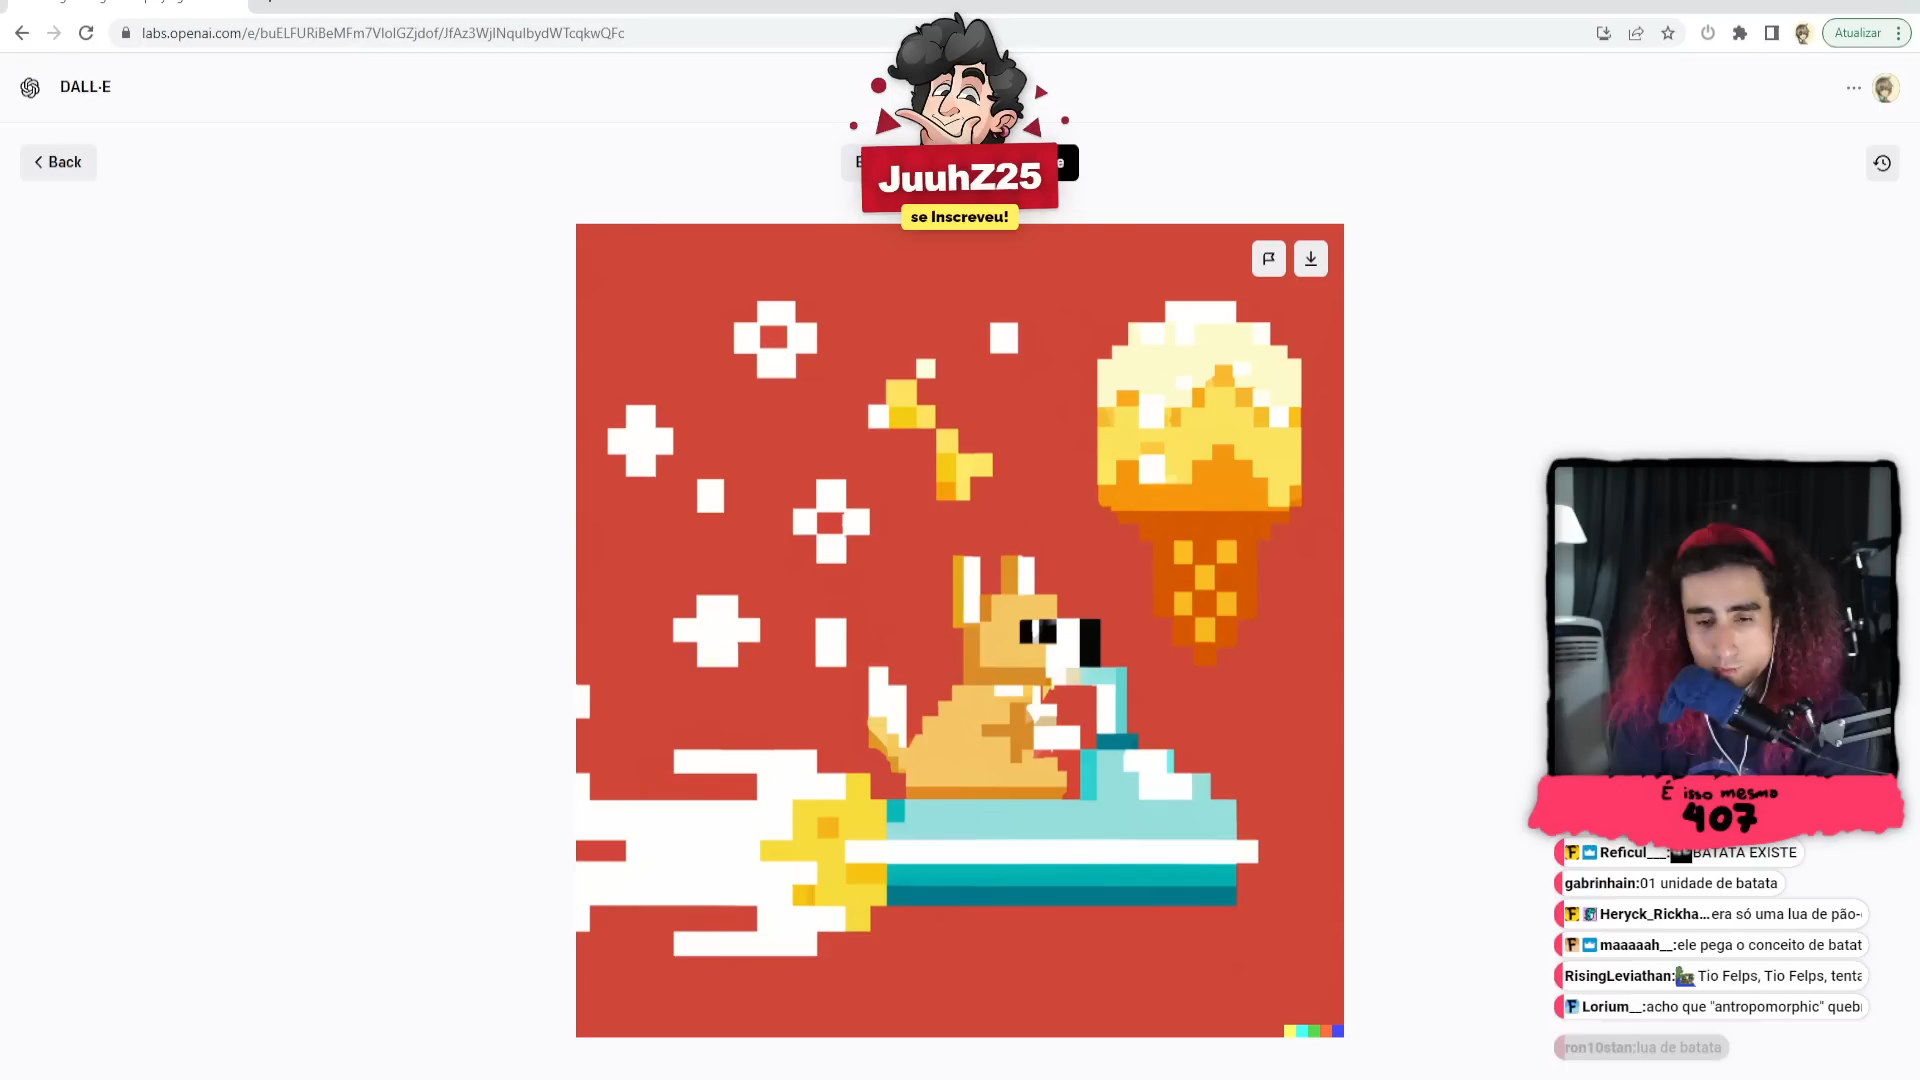 labs.openai.com/e/buELFURiBeMFm7VIolGZjdof/JfAz3WjlNqulbydWTcqkwQFc
Atualizar
DALL·E
Back
E
e
JuuhZ25
se Inscreveu!
É isso mesmo
407
Reficul___: BATATA EXISTE
gabrinhain:01 unidade de batata
Heryck_Rickha... era só uma lua de pão-
maaaaah__:ele pega o conceito de batat
RisingLeviathan: Tio Felps, Tio Felps, tenta
Lorium__:acho que "antropomorphic" queb
ron10stan:lua de batata